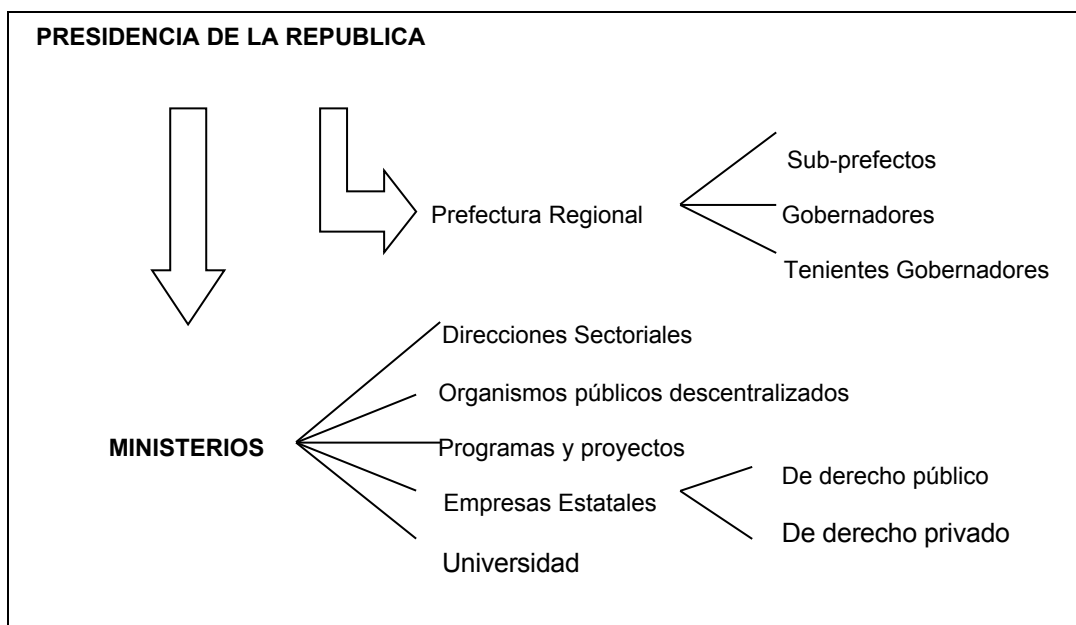 PRESIDENCIA DE LA REPUBLICA
Sub-prefectos
Prefectura Regional
Gobernadores
Tenientes Gobernadores
Direcciones Sectoriales
Organismos públicos descentralizados
MINISTERIOS
Programas y proyectos
De derecho público
Empresas Estatales
De derecho privado
Universidad